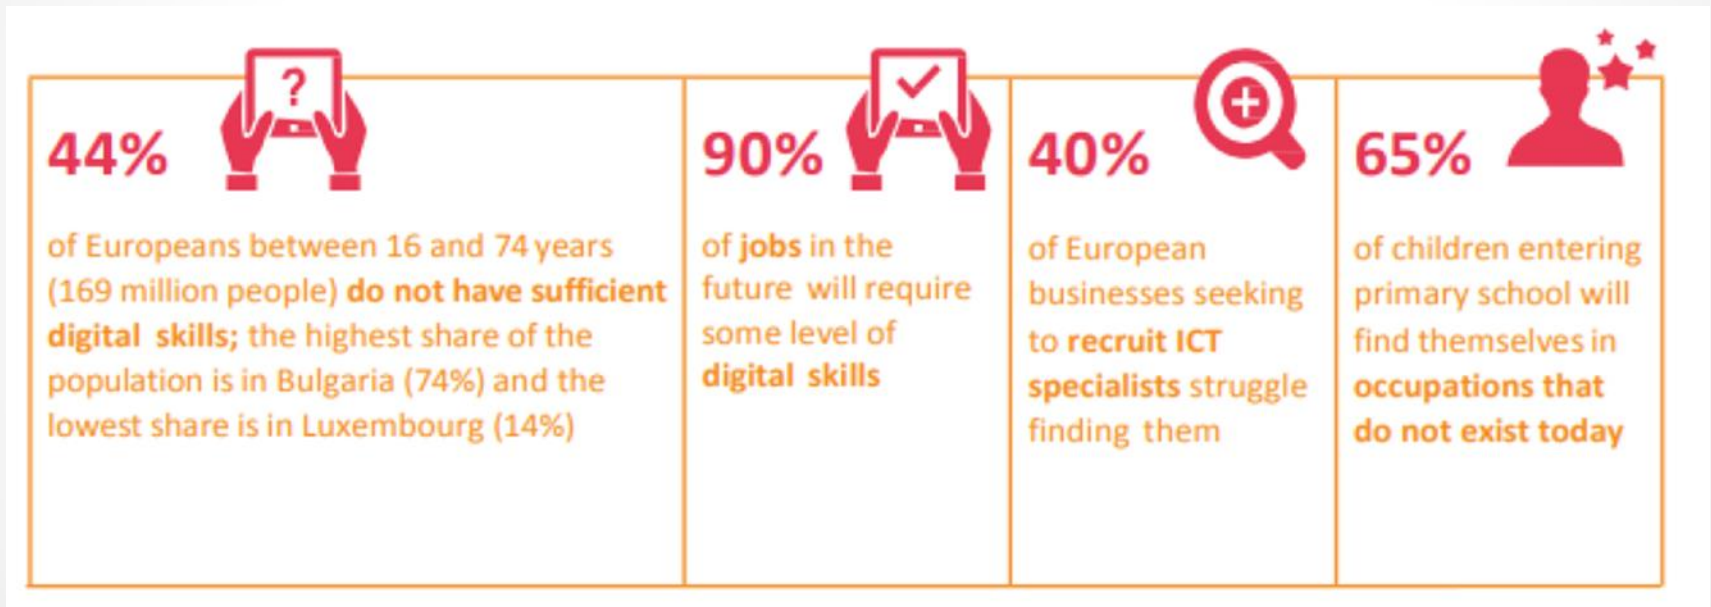 44%
of Europeans between 16 and 74 years
(169 million people) do not have sufficient
digital skills; the highest share of the
population is in Bulgaria (74%) and the
lowest share is in Luxembourg (14%)
90%
of jobs in the
future will require
some level of
digital skills
40%
of European
businesses seeking
to recruit ICT
specialists struggle
finding them
65%
of children entering
primary school will
find themselves in
occupations that
do not exist today
?